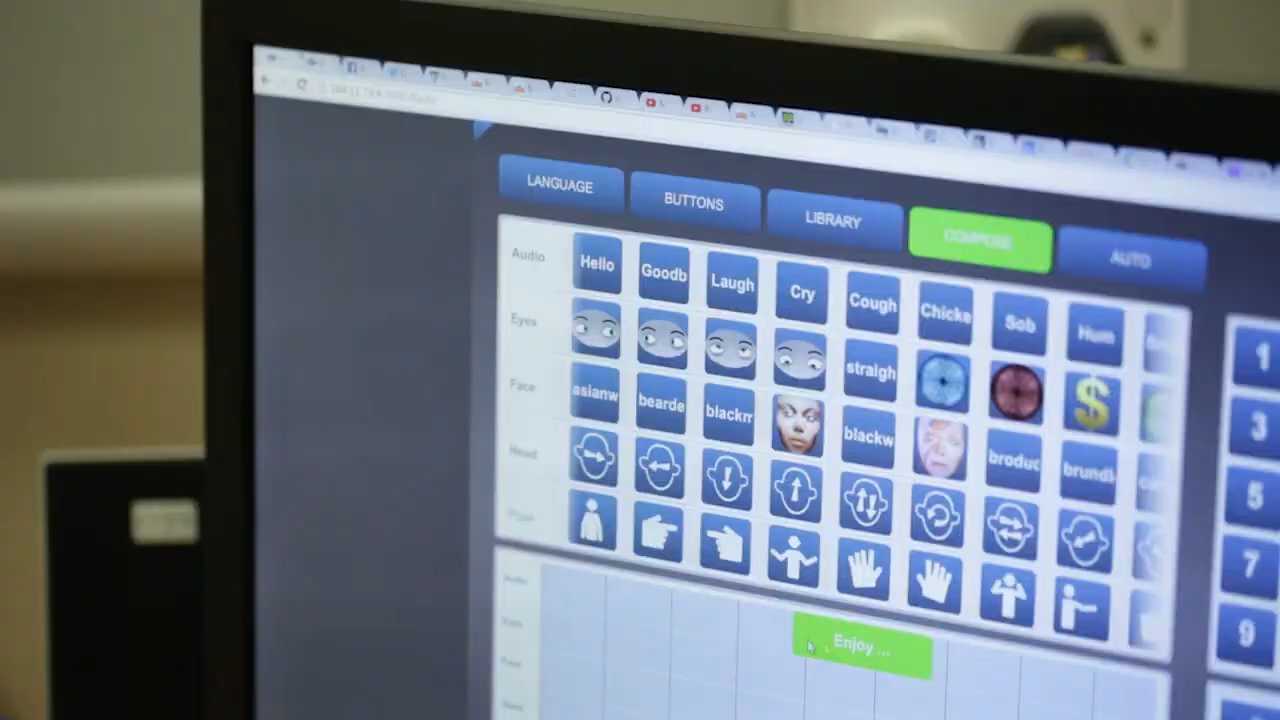 LANGUAGE BUTTONS LIBRARY COMPOSE AUTO
Audio Hello Goodb Laugh Cry Cough Chicke Sob Hum
Eyes straigh $
Face asianw bearde blackm blackw broduc brundl
Head
1
3
5
7
9
Enjoy ...